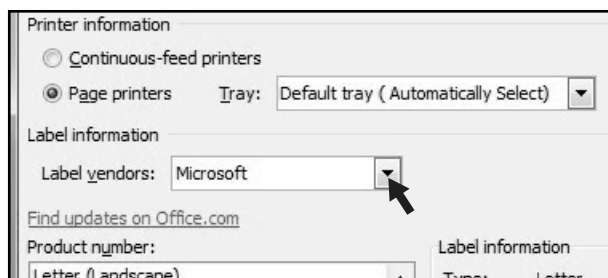 Printer information
Continuous-feed printers
Page printers Tray: Default tray ( Automatically Select)
Label information
Label vendors: Microsoft
Find updates on Office.com
Product number: Label information
Letter (Landscape) Type: Letter